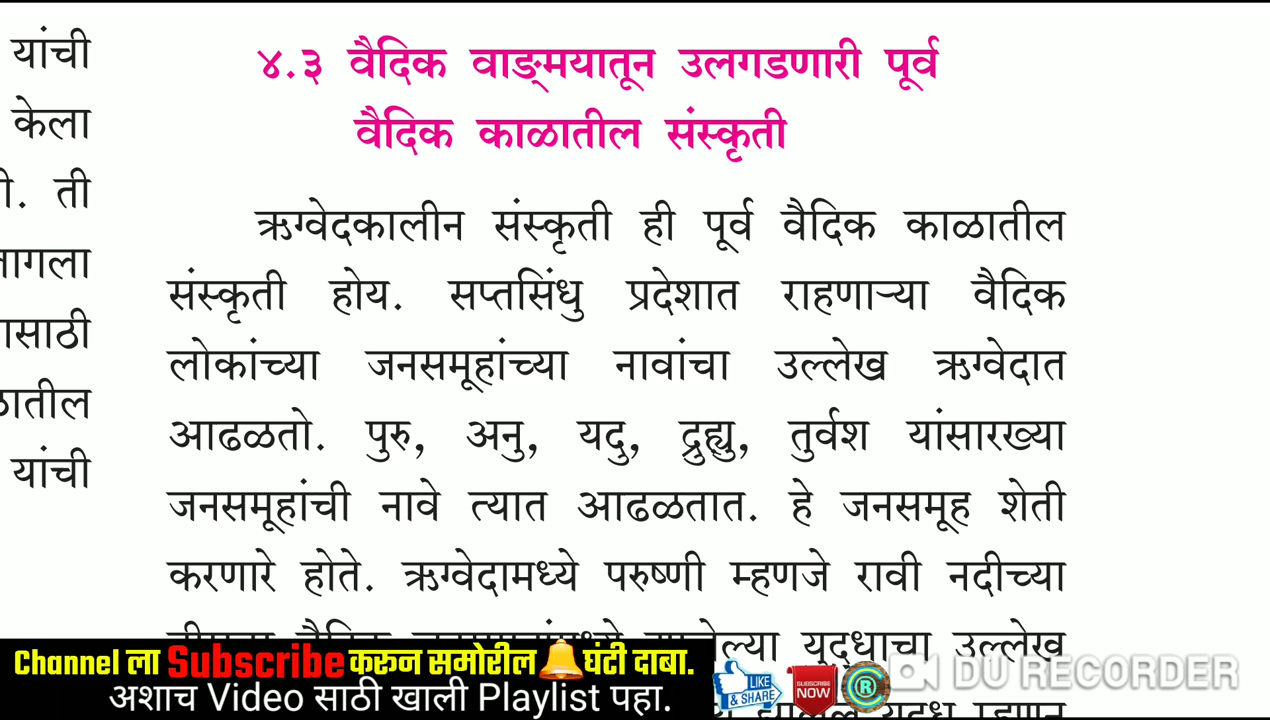 यांची
केला
ती
यांची
४.३ वैदिक वाङ्‌मयातून उलगडणारी पूर्व
वैदिक काळातील संस्कृती
ऋग्वेदकालीन संस्कृती ही पूर्व वैदिक काळातील
संस्कृती होय. सप्तसिंधु प्रदेशात राहणाऱ्या वैदिक
लोकांच्या जनसमूहांच्या नावांचा उल्लेख ऋग्वेदात
आढळतो. पुरु, अनु, यदु, द्रुह्यु, तुर्वश यांसारख्या
जनसमूहांची नावे त्यात आढळतात. हे जनसमूह शेती
करणारे होते. ऋग्वेदामध्ये परुष्णी म्हणजे रावी नदीच्या
युद्धाचा उल्लेख
Channel ला Subscribe करून समोरील घंटी दाबा.
अशाच Video साठी खाली Playlist पहा.
LIKE & SHARE
SUBSCRIBE NOW
R
DU RECORDER